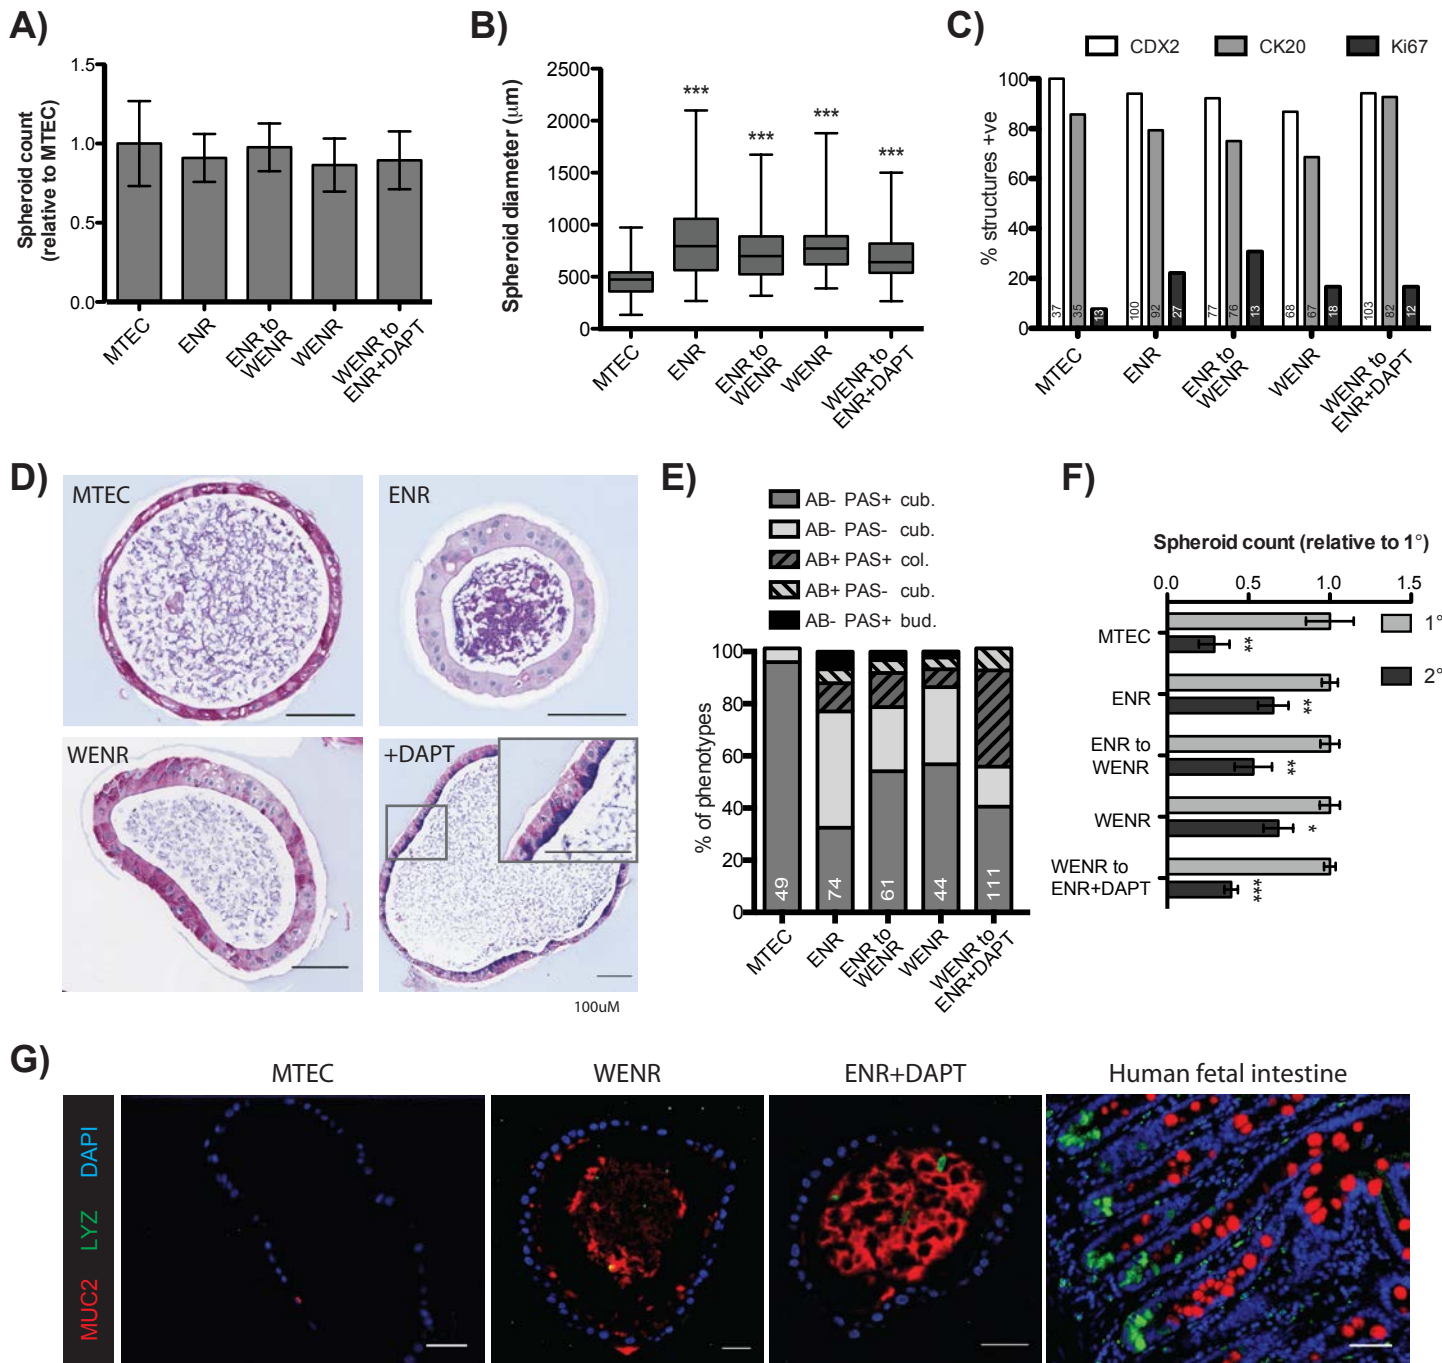 A)
Spheroid count
(relative to MTEC)
1.5
1.0
0.5
0.0
MTEC
ENR
ENR to
WENR
WENR
WENR to
ENR+DAPT
B)
Spheroid diameter (μm)
2500
2000
1500
1000
500
0
***
***
***
***
MTEC
ENR
ENR to
WENR
WENR
WENR to
ENR+DAPT
C)
CDX2
CK20
Ki67
% structures +ve
100
80
60
40
20
0
37
35
13
100
92
27
77
76
13
68
67
18
103
82
12
MTEC
ENR
ENR to
WENR
WENR
WENR to
ENR+DAPT
D)
MTEC
ENR
WENR
+DAPT
100uM
E)
AB- PAS+ cub.
AB- PAS- cub.
AB+ PAS+ col.
AB+ PAS- cub.
AB- PAS+ bud.
% of phenotypes
100
80
60
40
20
0
49
74
61
44
111
MTEC
ENR
ENR to
WENR
WENR
WENR to
ENR+DAPT
F)
Spheroid count (relative to 1°)
0.0
0.5
1.0
1.5
1°
2°
MTEC
**
ENR
**
ENR to
WENR
**
WENR
*
WENR to
ENR+DAPT
***
G)
MTEC
WENR
ENR+DAPT
Human fetal intestine
MUC2 LYZ DAPI